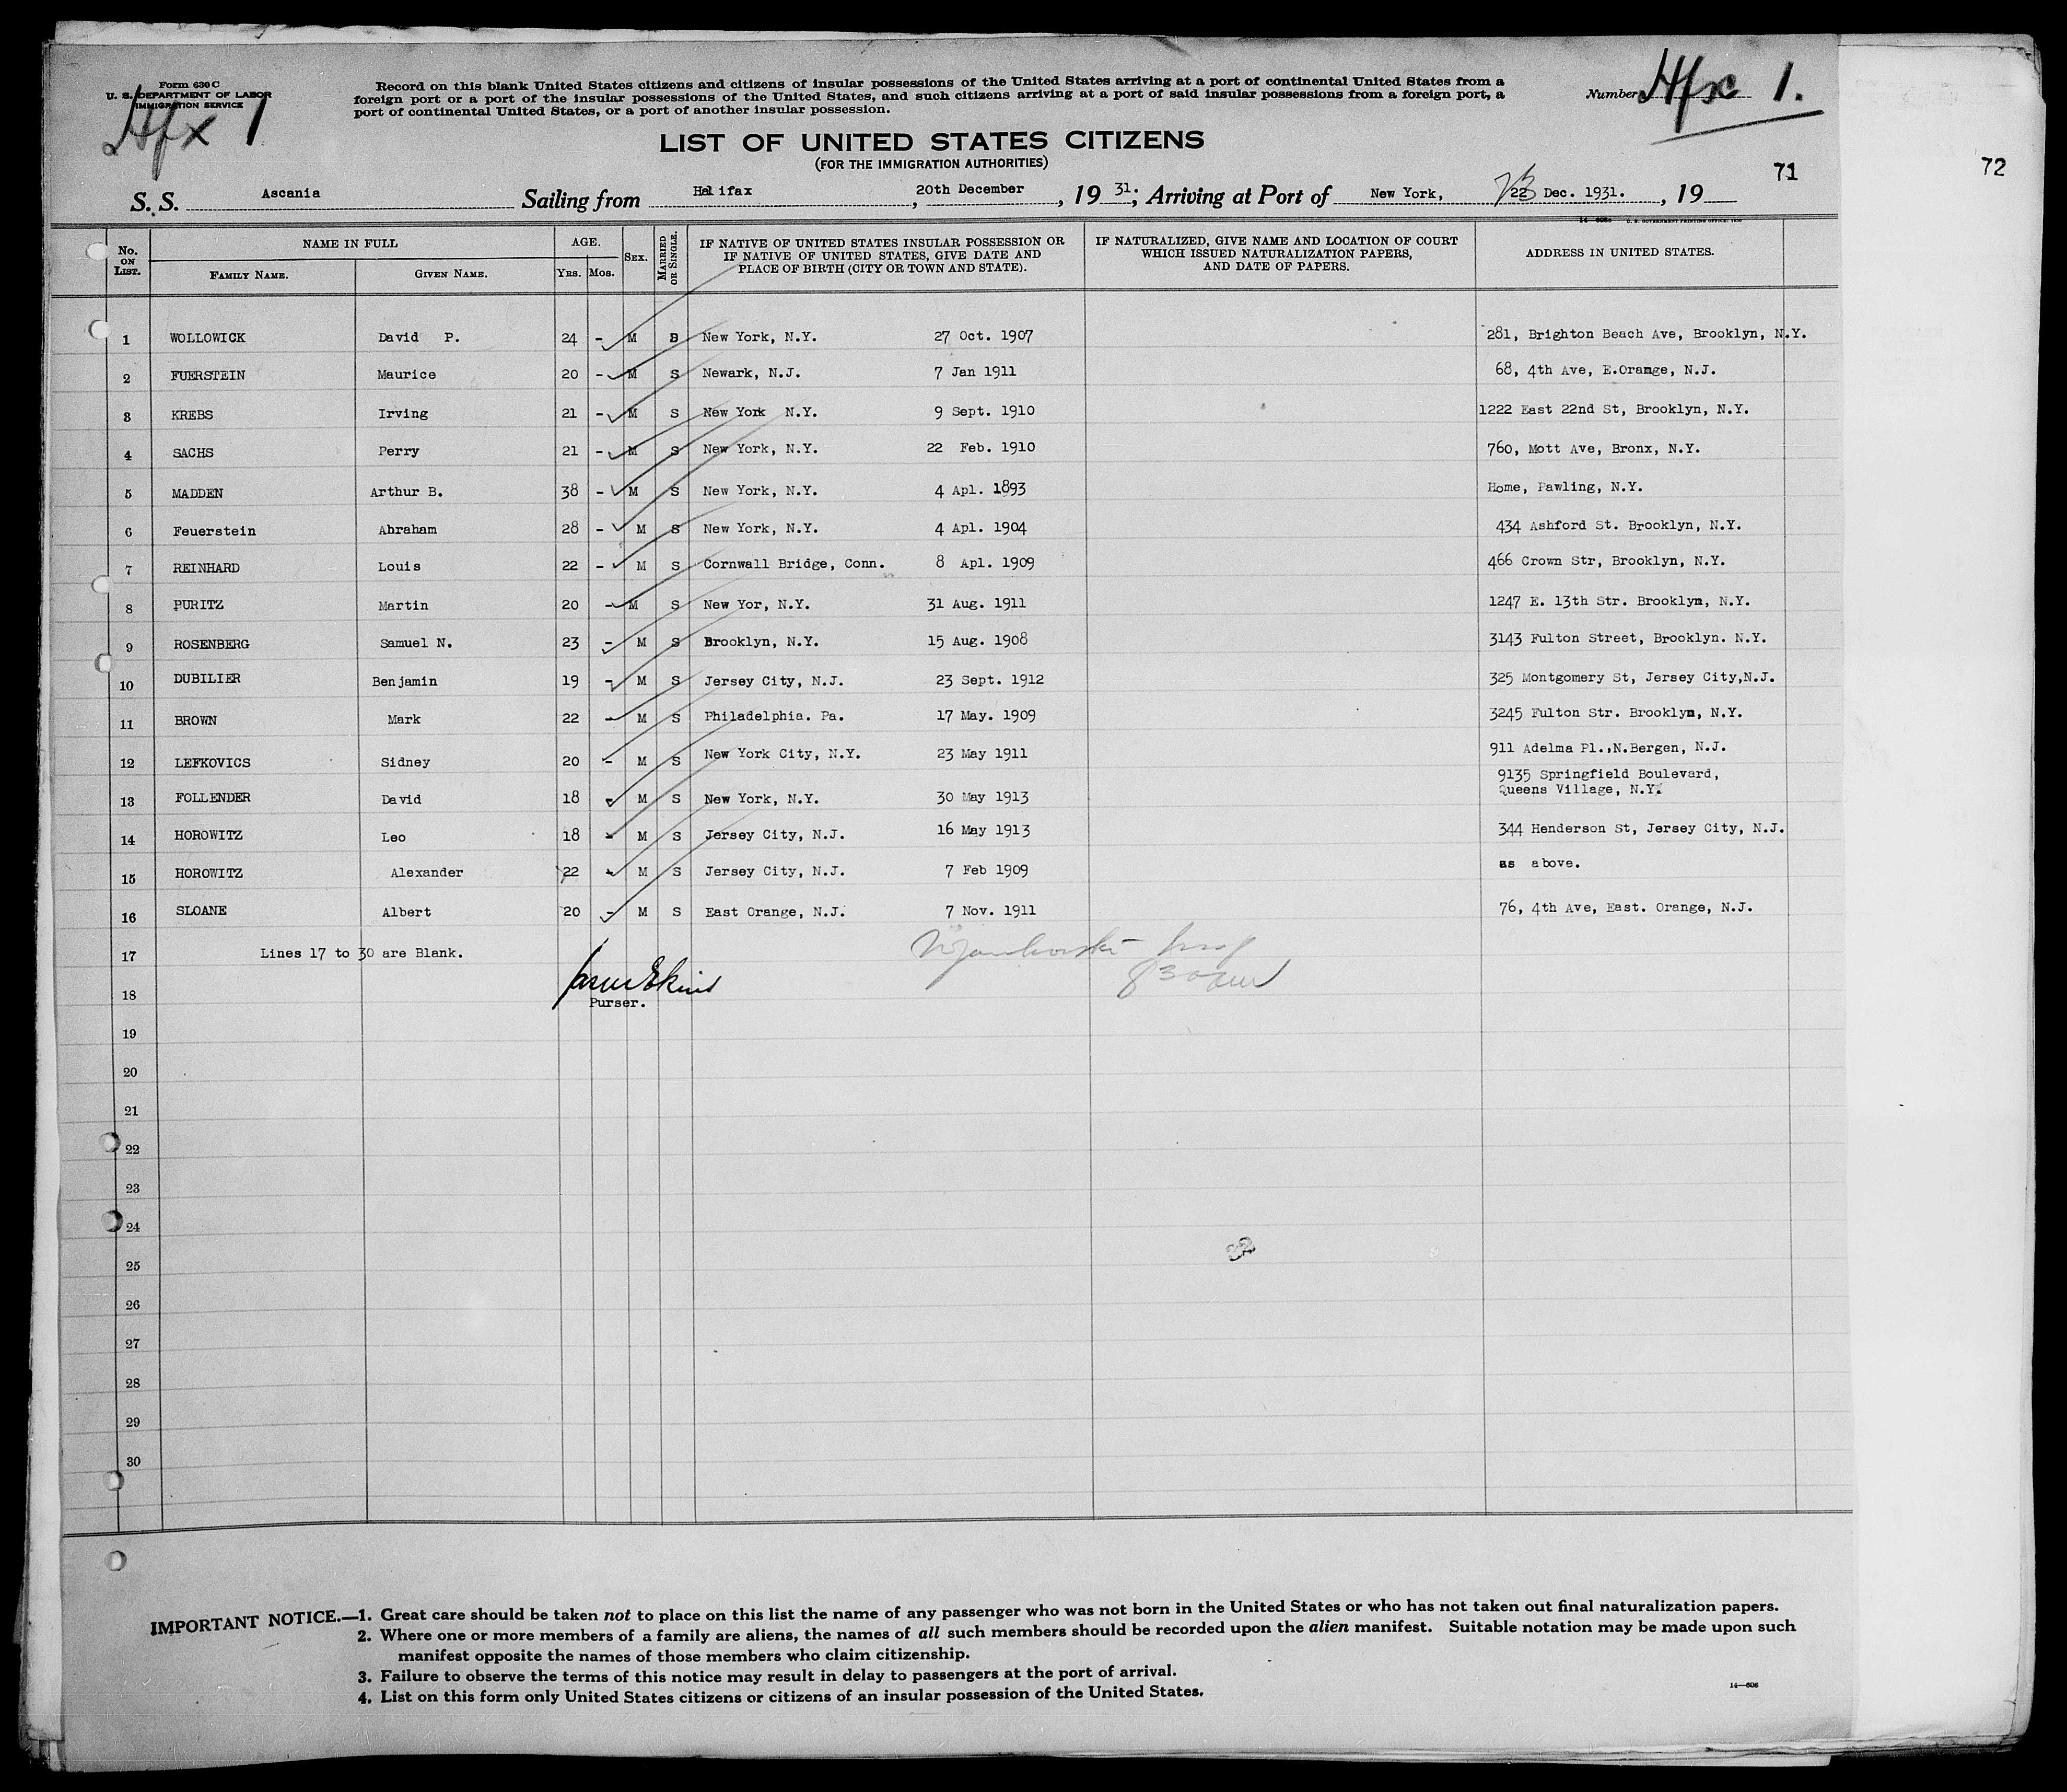 Form 630 C
U. S. DEPARTMENT OF LABOR
IMMIGRATION SERVICE
Hfx 1
Record on this blank United States citizens and citizens of insular possessions of the United States arriving at a port of continental United States from a
foreign port or a port of the insular possessions of the United States, and such citizens arriving at a port of said insular possessions from a foreign port, a
port of continental United States, or a port of another insular possession.
Number Hfx 1.
LIST OF UNITED STATES CITIZENS
(FOR THE IMMIGRATION AUTHORITIES)
71
72
S. S. Ascania Sailing from Halifax, 20th December, 19 31; Arriving at Port of New York, 22 Dec. 1931., 19
No. ON LIST. NAME IN FULL FAMILY NAME. GIVEN NAME. AGE. YRS. MOS. SEX. MARRIED OR SINGLE.
IF NATIVE OF UNITED STATES INSULAR POSSESSION OR
IF NATIVE OF UNITED STATES, GIVE DATE AND
PLACE OF BIRTH (CITY OR TOWN AND STATE).
IF NATURALIZED, GIVE NAME AND LOCATION OF COURT
WHICH ISSUED NATURALIZATION PAPERS,
AND DATE OF PAPERS.
ADDRESS IN UNITED STATES.
1 WOLLOWICK David P. 24 - M S New York, N.Y. 27 Oct. 1907 281, Brighton Beach Ave, Brooklyn, N.Y.
2 FUERSTEIN Maurice 20 - M S Newark, N.J. 7 Jan 1911 68, 4th Ave, E.Orange, N.J.
3 KREBS Irving 21 - M S New York N.Y. 9 Sept. 1910 1222 East 22nd St, Brooklyn, N.Y.
4 SACHS Perry 21 - M S New York, N.Y. 22 Feb. 1910 760, Mott Ave, Bronx, N.Y.
5 MADDEN Arthur B. 38 - M S New York, N.Y. 4 Apl. 1893 Home, Pawling, N.Y.
6 Feuerstein Abraham 28 - M S New York, N.Y. 4 Apl. 1904 434 Ashford St. Brooklyn, N.Y.
7 REINHARD Louis 22 - M S Cornwall Bridge, Conn. 8 Apl. 1909 466 Crown Str, Brooklyn, N.Y.
8 PURITZ Martin 20 - M S New Yor, N.Y. 31 Aug. 1911 1247 E. 13th Str. Brooklyn, N.Y.
9 ROSENBERG Samuel N. 23 - M S Brooklyn, N.Y. 15 Aug. 1908 3143 Fulton Street, Brooklyn. N.Y.
10 DUBILIER Benjamin 19 - M S Jersey City, N.J. 23 Sept. 1912 325 Montgomery St, Jersey City,N.J.
11 BROWN Mark 22 - M S Philadelphia. Pa. 17 May. 1909 3245 Fulton Str. Brooklyn, N.Y.
12 LEFKOVICS Sidney 20 - M S New York City, N.Y. 23 May 1911 911 Adelma Pl.,N.Bergen, N.J.
13 FOLLENDER David 18 - M S New York, N.Y. 30 May 1913 9135 Springfield Boulevard,
Queens Village, N.Y.
14 HOROWITZ Leo 18 - M S Jersey City, N.J. 16 May 1913 344 Henderson St, Jersey City, N.J.
15 HOROWITZ Alexander 22 - M S Jersey City, N.J. 7 Feb 1909 as above.
16 SLOANE Albert 20 - M S East Orange, N.J. 7 Nov. 1911 76, 4th Ave, East. Orange, N.J.
17 Lines 17 to 30 are Blank.
18 Purser.
19
20
21
22
23
24
25
26
27
28
29
30
IMPORTANT NOTICE.—1. Great care should be taken not to place on this list the name of any passenger who was not born in the United States or who has not taken out final naturalization papers.
2. Where one or more members of a family are aliens, the names of all such members should be recorded upon the alien manifest. Suitable notation may be made upon such
manifest opposite the names of those members who claim citizenship.
3. Failure to observe the terms of this notice may result in delay to passengers at the port of arrival.
4. List on this form only United States citizens or citizens of an insular possession of the United States.
14—606